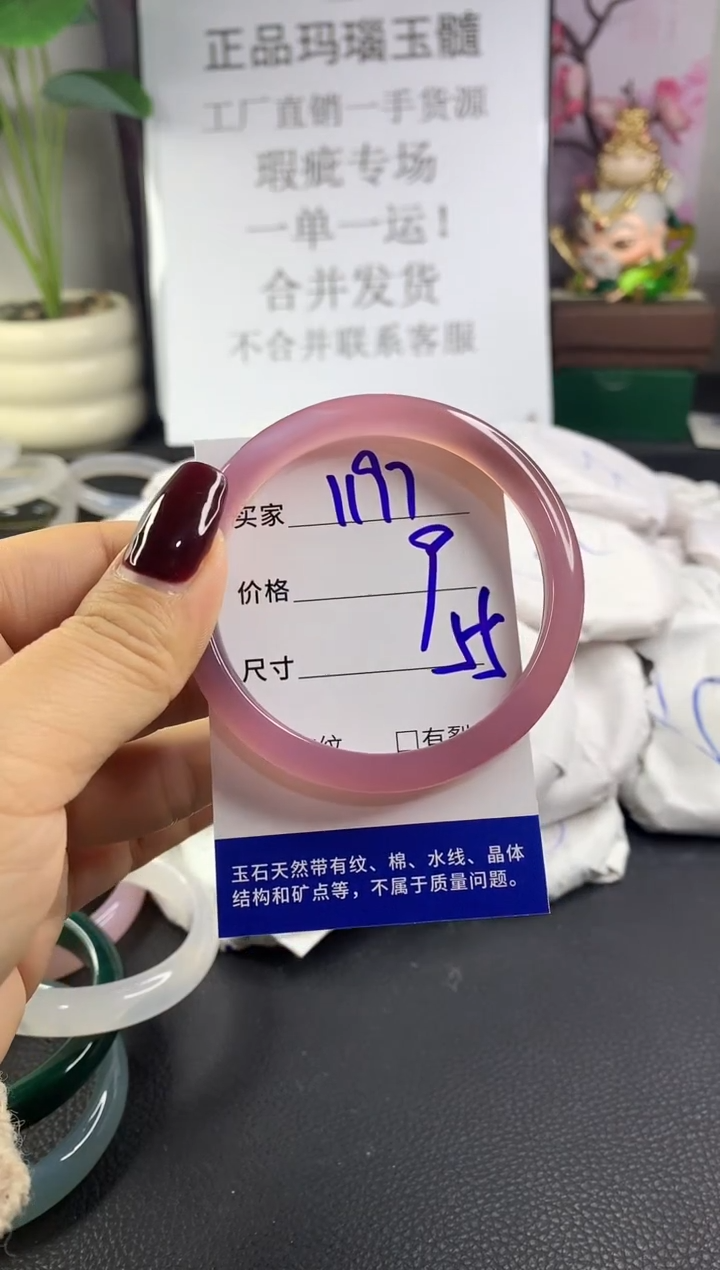 正品玛瑙玉髓
工厂直销一手货源
瑕疵专场
一单一运！
合并发货
不合并联系客服
买家 1197
价格
尺寸 55
纹 □有裂
玉石天然带有纹、棉、水线、晶体
结构和矿点等，不属于质量问题。